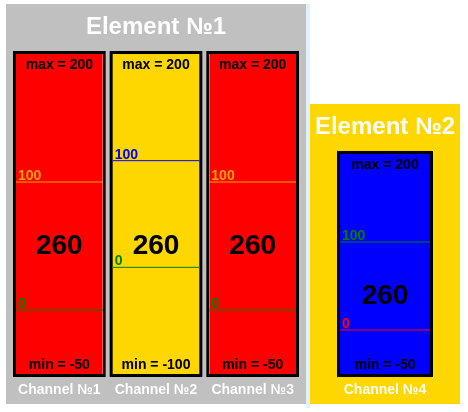 Element №1
max = 200 max = 200 max = 200
100
100 100
260 260 260
0
0 0
min = -50 min = -100 min = -50
Channel №1 Channel №2 Channel №3
Element №2
max = 200
100
260
0
min = -50
Channel №4